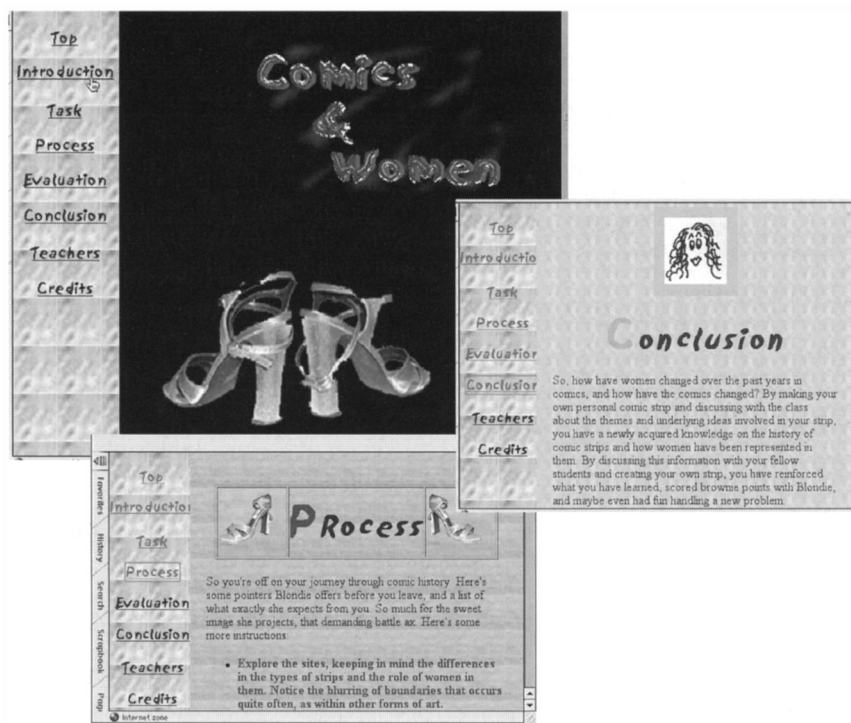 Top
Introduction
Task
Process
Evaluation
Conclusion
Teachers
Credits
Comics
&
Women
Top
Introductio
Task
Process
Evaluation
Conclusion
Teachers
Credits
Conclusion
So, how have women changed over the past years in
comics, and how have the comics changed? By making your
own personal comic strip and discussing with the class
about the themes and underlying ideas involved in your strip,
you have a newly acquired knowledge on the history of
comic strips and how women have been represented in
them. By discussing this information with your fellow
students and creating your own strip, you have reinforced
what you have learned, scored browme points with Blondie,
and maybe even had fun handling a new problem
Favorites
History
Search
Scrapbook
Page
Top
Introduction
Task
Process
Evaluation
Conclusion
Teachers
Credits
PRocess
So you're off on your journey through comic history. Here's
some pointers Blondie offers before you leave, and a list of
what exactly she expects from you. So much for the sweet
image she projects, that demanding battle ax. Here's some
more instructions:
• Explore the sites, keeping in mind the differences
in the types of strips and the role of women in
them. Notice the blurring of boundaries that occurs
quite often, as within other forms of art.
Internet zone